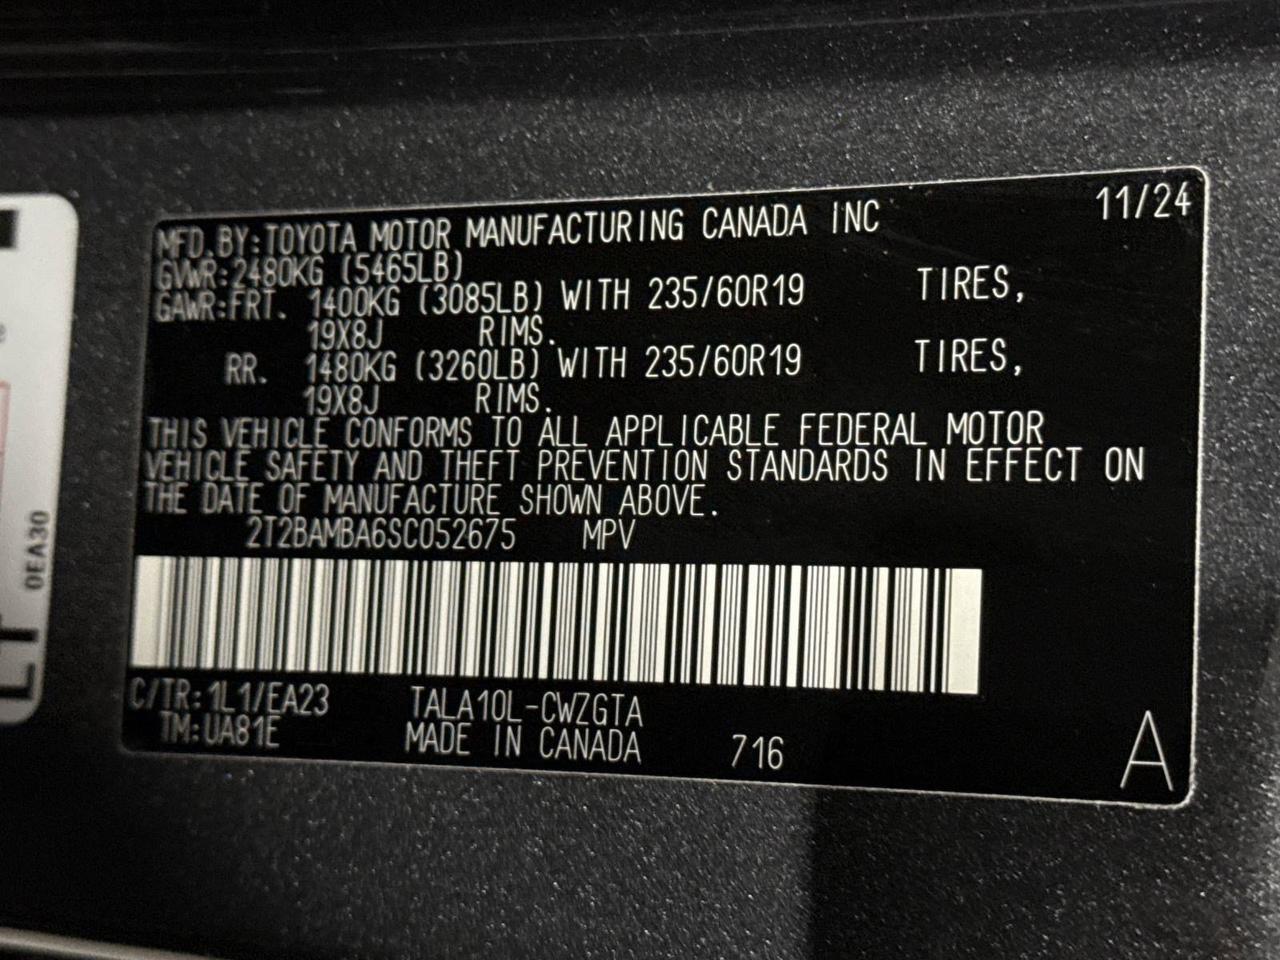 MFD.BY:TOYOTA MOTOR MANUFACTURING CANADA INC 11/24
GVWR:2480KG (5465LB)
GAWR:FRT. 1400KG (3085LB) WITH 235/60R19 TIRES,
19X8J RIMS.
RR. 1480KG (3260LB) WITH 235/60R19 TIRES,
19X8J RIMS.
THIS VEHICLE CONFORMS TO ALL APPLICABLE FEDERAL MOTOR
VEHICLE SAFETY AND THEFT PREVENTION STANDARDS IN EFFECT ON
THE DATE OF MANUFACTURE SHOWN ABOVE.
2T2BAMBA6SC052675 MPV
C/TR:1L1/EA23 TALA10L-CWZGTA
TM:UA81E MADE IN CANADA 716
A
0EA30